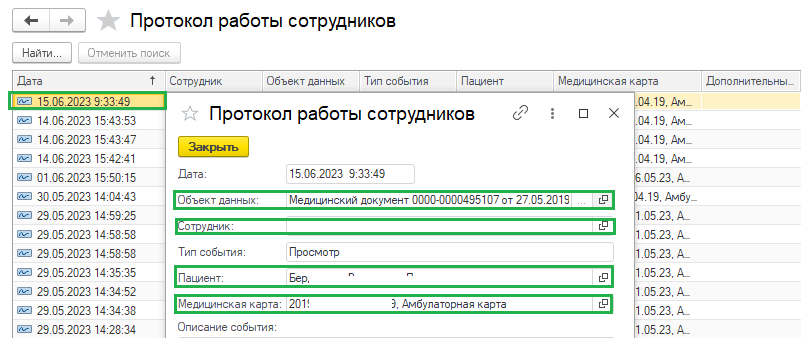 Протокол работы сотрудников
Найти... Отменить поиск
Дата Сотрудник Объект данных Тип события Пациент Медицинская карта Дополнительны...
15.06.2023 9:33:49 .04.19, Ам...
14.06.2023 15:43:53 .04.19, Ам...
14.06.2023 15:43:47 .04.19, Ам...
14.06.2023 15:42:41 .04.19, Ам...
01.06.2023 15:50:15 6.05.23, А...
30.05.2023 14:04:43 04.19, Амбу...
29.05.2023 14:59:25 1.05.23, А...
29.05.2023 14:58:58 1.05.23, А...
29.05.2023 14:58:58 1.05.23, А...
29.05.2023 14:35:35 1.05.23, А...
29.05.2023 14:34:52 1.05.23, А...
29.05.2023 14:34:38 1.05.23, А...
29.05.2023 14:28:34 1.05.23, А...
Протокол работы сотрудников
Закрыть
Дата: 15.06.2023 9:33:49
Объект данных: Медицинский документ 0000-0000495107 от 27.05.2019 ...
Сотрудник:
Тип события: Просмотр
Пациент: Бер
Медицинская карта: 201 9, Амбулаторная карта
Описание события: